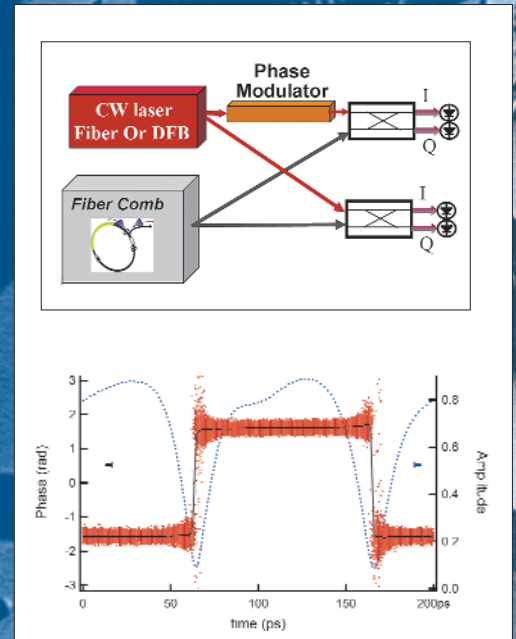 Phase
Modulator
CW laser
Fiber Or DFB
I
Q
Fiber Comb
I
Q
3
2
1
0
-1
-2
-3
Phase (rad)
0.8
0.6
0.4
0.2
0.0
Amplitude
0
50
100
150
200ps
time (ps)